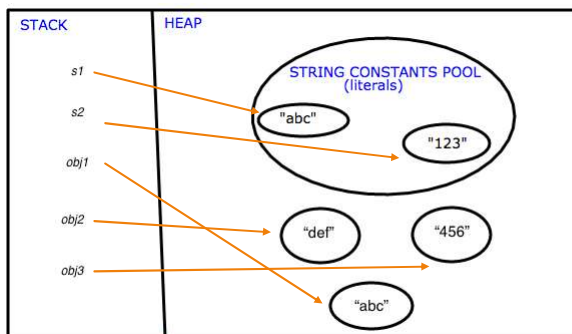 STACK
HEAP
s1
s2
obj1
obj2
obj3
STRING CONSTANTS POOL
(literals)
"abc"
"123"
“def”
“456”
“abc”